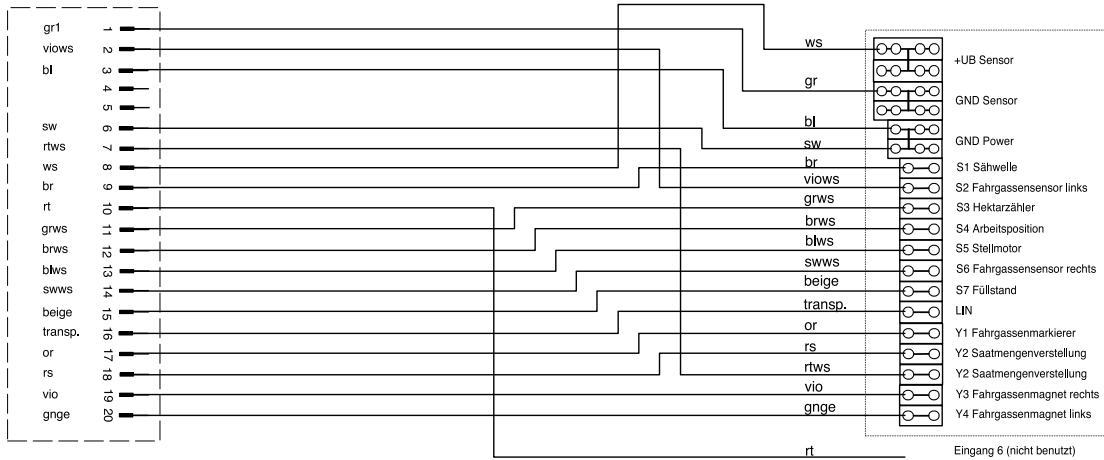 gr1 1 ws +UB Sensor
viows 2 gr GND Sensor
bl 3 bl GND Power
4
5
sw 6 sw
rtws 7 br S1 Sähwelle
ws 8 viows S2 Fahrgassensensor links
br 9 grws S3 Hektarzähler
rt 10 brws S4 Arbeitsposition
grws 11 blws S5 Stellmotor
brws 12 swws S6 Fahrgassensensor rechts
blws 13 beige S7 Füllstand
swws 14 transp. LIN
beige 15 or Y1 Fahrgassenmarkierer
transp. 16 rs Y2 Saatmengenverstellung
or 17 rtws Y2 Saatmengenverstellung
rs 18 vio Y3 Fahrgassenmagnet rechts
vio 19 gnge Y4 Fahrgassenmagnet links
gnge 20
rt Eingang 6 (nicht benutzt)